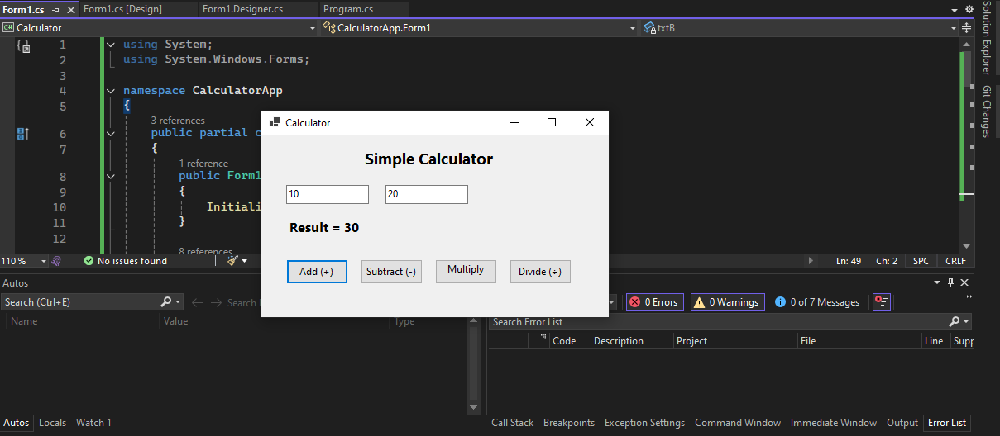 Form1.cs
Form1.cs [Design]
Form1.Designer.cs
Program.cs
C# Calculator
CalculatorApp.Form1
txtB
1 using System;
2 using System.Windows.Forms;
3
4 namespace CalculatorApp
5 {
3 references
6 public partial c
7 {
1 reference
8 public Form1
9 {
10 Initiali
11 }
12
8 references
Calculator
Simple Calculator
10
20
Result = 30
Add (+)
Subtract (-)
Multiply
Divide (÷)
Solution Explorer
Git Changes
110 %
No issues found
Ln: 49
Ch: 2
SPC
CRLF
Autos
Search (Ctrl+E)
Search
Name
Value
Type
0 Errors
0 Warnings
0 of 7 Messages
Search Error List
Code
Description
Project
File
Line
Supp
Autos
Locals
Watch 1
Call Stack
Breakpoints
Exception Settings
Command Window
Immediate Window
Output
Error List